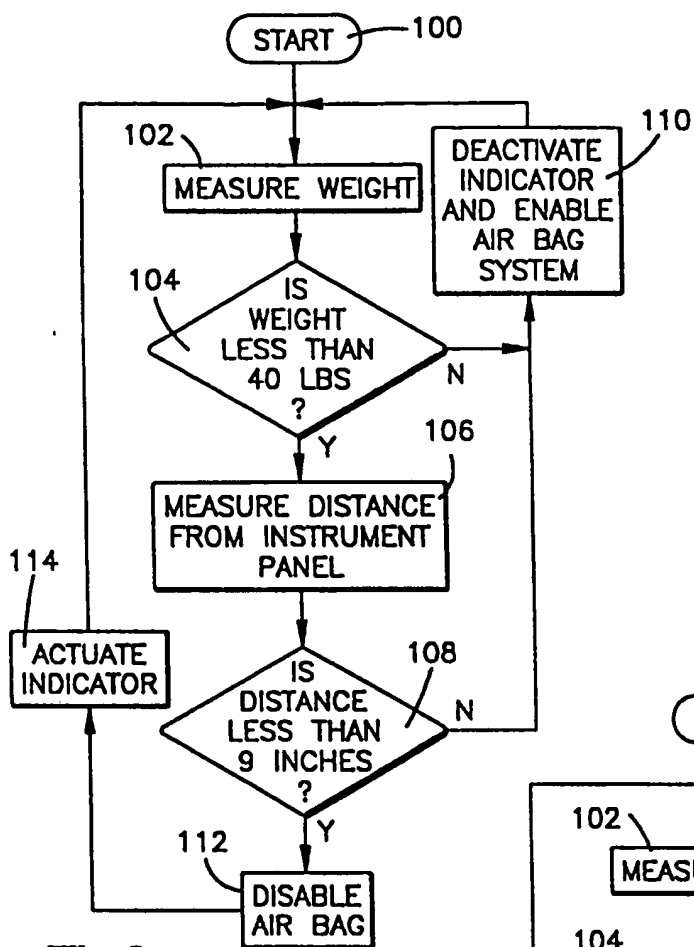 START
100
102
MEASURE WEIGHT
110
DEACTIVATE
INDICATOR
AND ENABLE
AIR BAG
SYSTEM
104
IS
WEIGHT
LESS THAN
40 LBS
?
N
Y
106
MEASURE DISTANCE
FROM INSTRUMENT
PANEL
114
ACTUATE
INDICATOR
108
IS
DISTANCE
LESS THAN
9 INCHES
?
N
Y
112
DISABLE
AIR BAG
102
MEASU
104